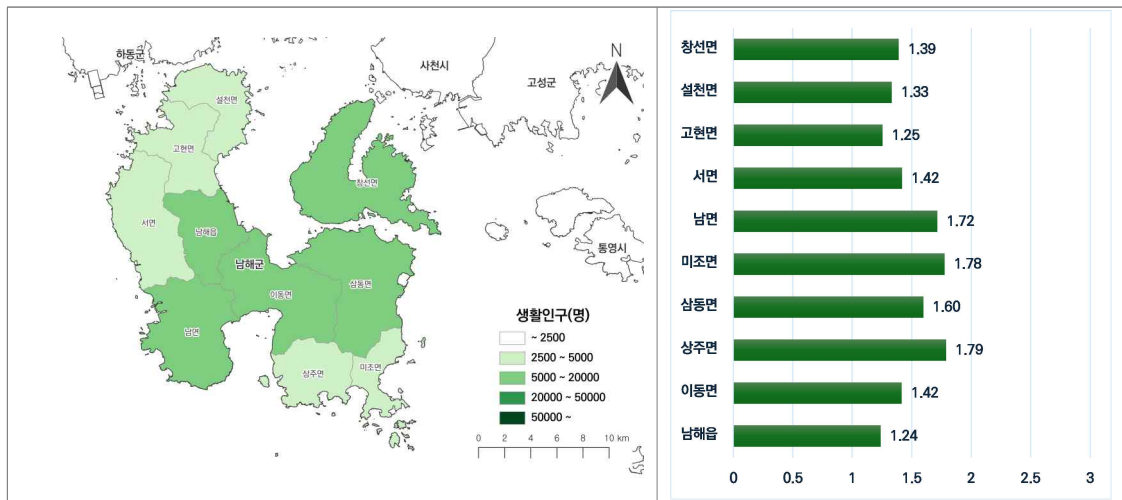 하동군
사천시
고성군
N
설천면
고현면
창선면
서면
남해읍
통영시
남해군
삼동면
이동면
남면
상주면
미조면
생활인구(명)
~ 2500
2500 ~ 5000
5000 ~ 20000
20000 ~ 50000
50000 ~
0 2 4 6 8 10 km
창선면 1.39
설천면 1.33
고현면 1.25
서면 1.42
남면 1.72
미조면 1.78
삼동면 1.60
상주면 1.79
이동면 1.42
남해읍 1.24
0 0.5 1 1.5 2 2.5 3